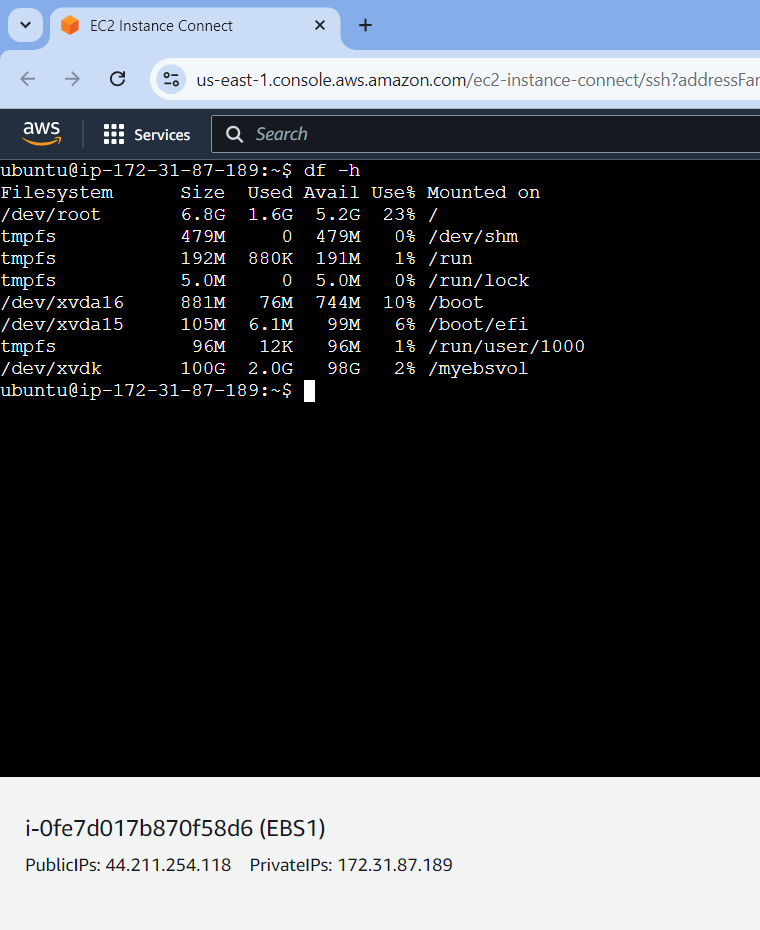 EC2 Instance Connect
us-east-1.console.aws.amazon.com/ec2-instance-connect/ssh?addressFar
aws Services Search
ubuntu@ip-172-31-87-189:~$ df -h
Filesystem Size Used Avail Use% Mounted on
/dev/root 6.8G 1.6G 5.2G 23% /
tmpfs 479M 0 479M 0% /dev/shm
tmpfs 192M 880K 191M 1% /run
tmpfs 5.0M 0 5.0M 0% /run/lock
/dev/xvda16 881M 76M 744M 10% /boot
/dev/xvda15 105M 6.1M 99M 6% /boot/efi
tmpfs 96M 12K 96M 1% /run/user/1000
/dev/xvdk 100G 2.0G 98G 2% /myebsvol
ubuntu@ip-172-31-87-189:~$
i-0fe7d017b870f58d6 (EBS1)
PublicIPs: 44.211.254.118 PrivateIPs: 172.31.87.189